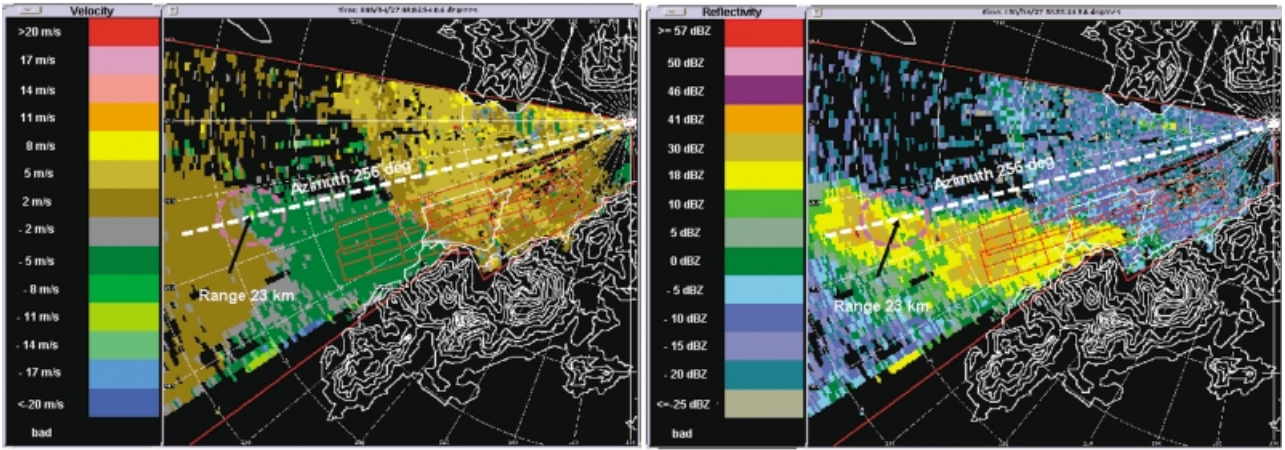 Velocity
>20 m/s
17 m/s
14 m/s
11 m/s
8 m/s
5 m/s
2 m/s
- 2 m/s
- 5 m/s
- 8 m/s
- 11 m/s
- 14 m/s
- 17 m/s
<-20 m/s
bad
Azimuth 256 deg
Range 23 km
Reflectivity
>= 57 dBZ
50 dBZ
46 dBZ
41 dBZ
30 dBZ
18 dBZ
10 dBZ
5 dBZ
0 dBZ
-5 dBZ
- 10 dBZ
- 15 dBZ
- 20 dBZ
<=-25 dBZ
bad
Azimuth 256 deg
Range 23 km